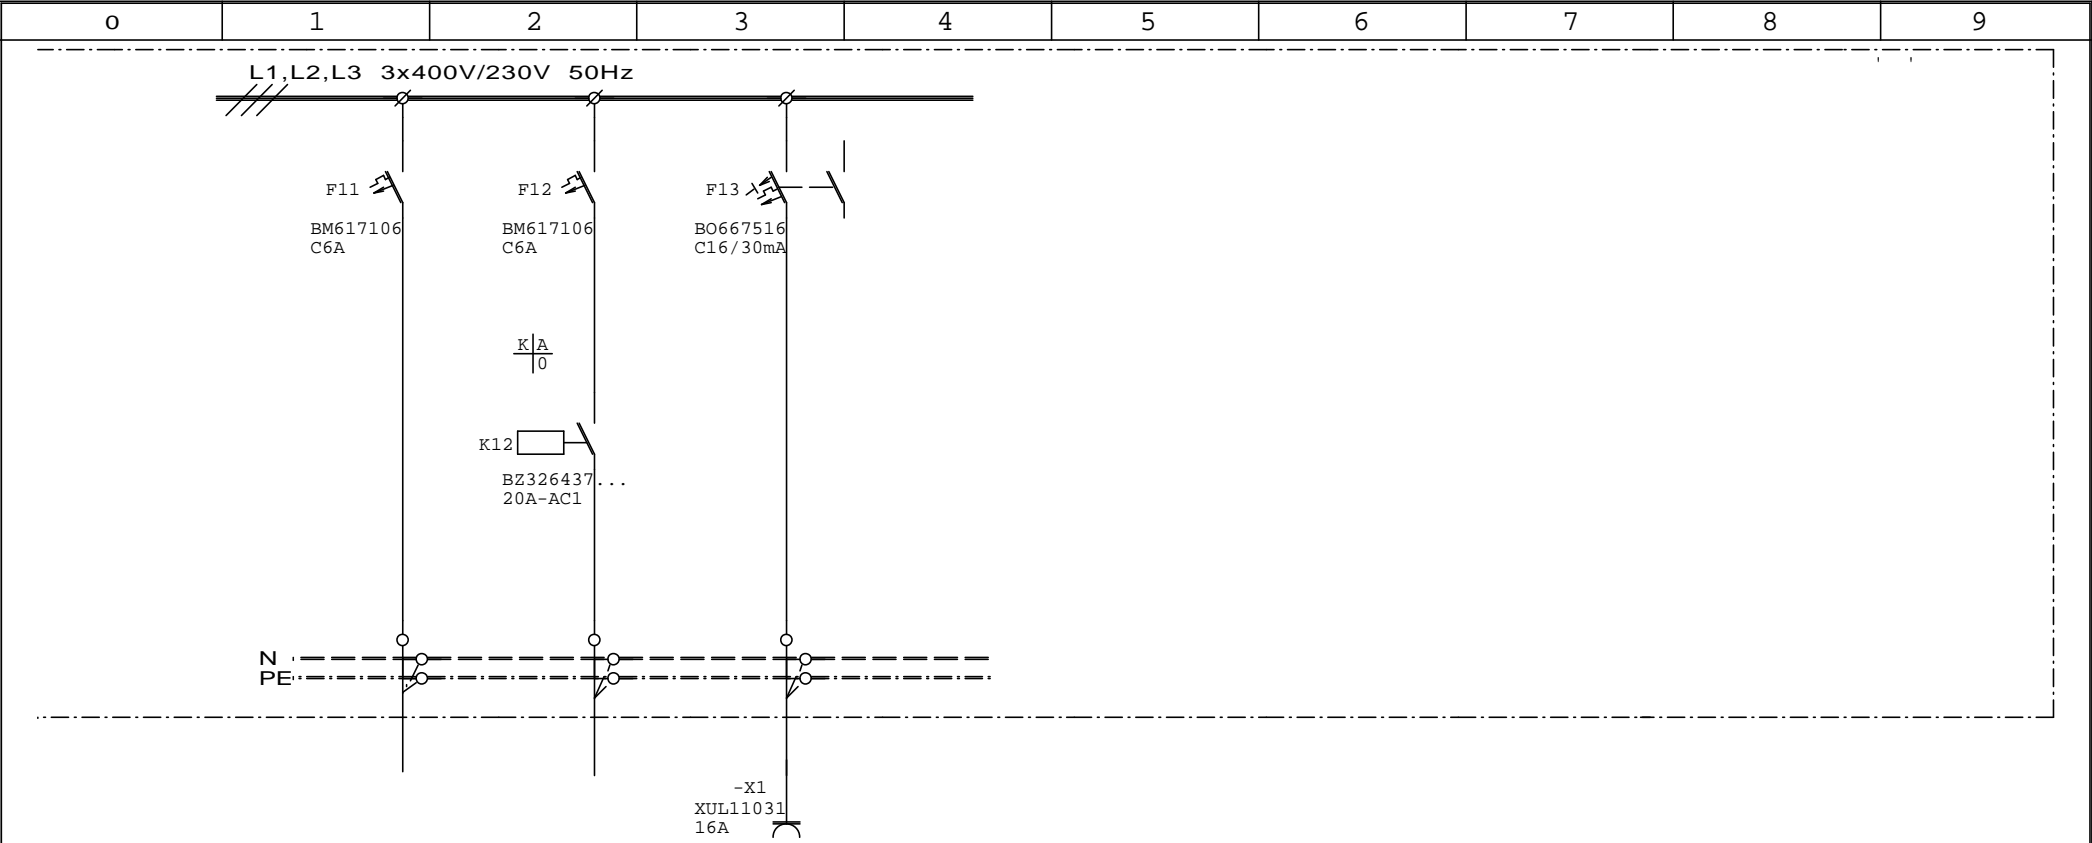 o 1 2 3 4 5 6 7 8 9
L1,L2,L3 3x400V/230V 50Hz
F11 F12 F13
BM617106 BM617106 BO667516
C6A C6A C16/30mA
K A
0
K12
BZ326437...
20A-AC1
N
PE
-X1
XUL11031
16A